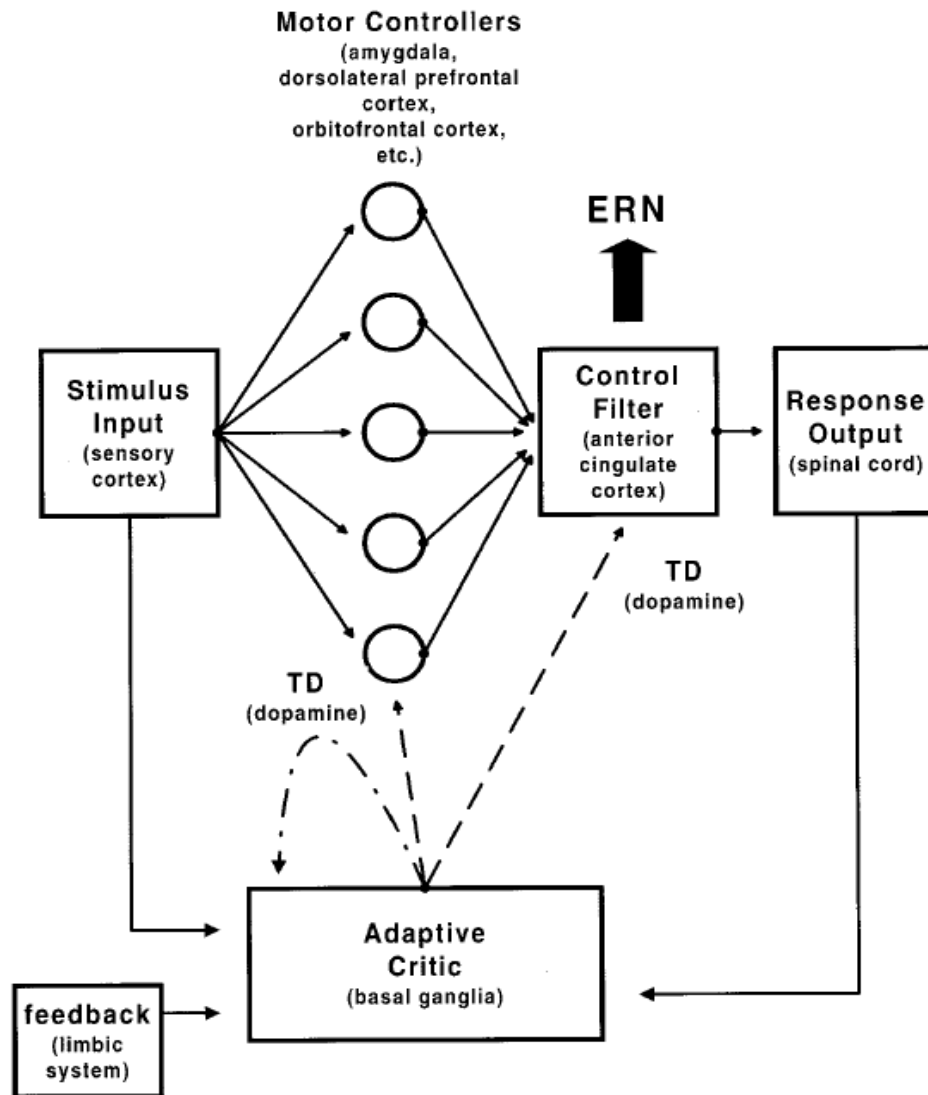 Motor Controllers
(amygdala,
dorsolateral prefrontal
cortex,
orbitofrontal cortex,
etc.)
ERN
Stimulus
Input
(sensory
cortex)
Control
Filter
(anterior
cingulate
cortex)
Response
Output
(spinal cord)
TD
(dopamine)
TD
(dopamine)
Adaptive
Critic
(basal ganglia)
feedback
(limbic
system)